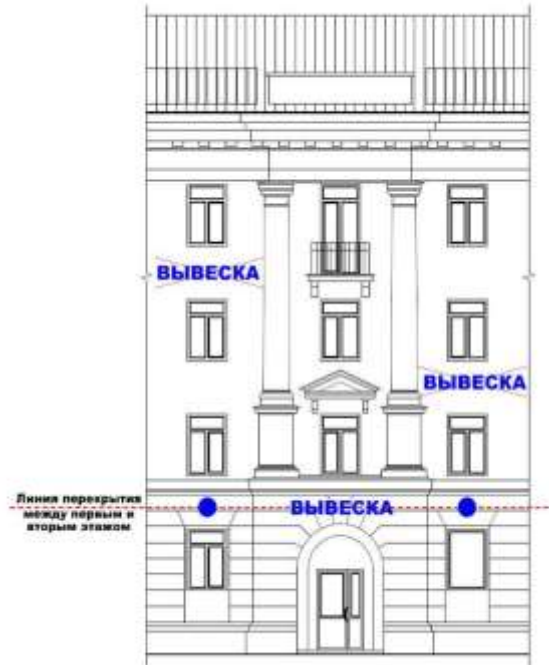 ВЫВЕСКА
ВЫВЕСКА
Линия перекрытия
между первым и
вторым этажом
ВЫВЕСКА